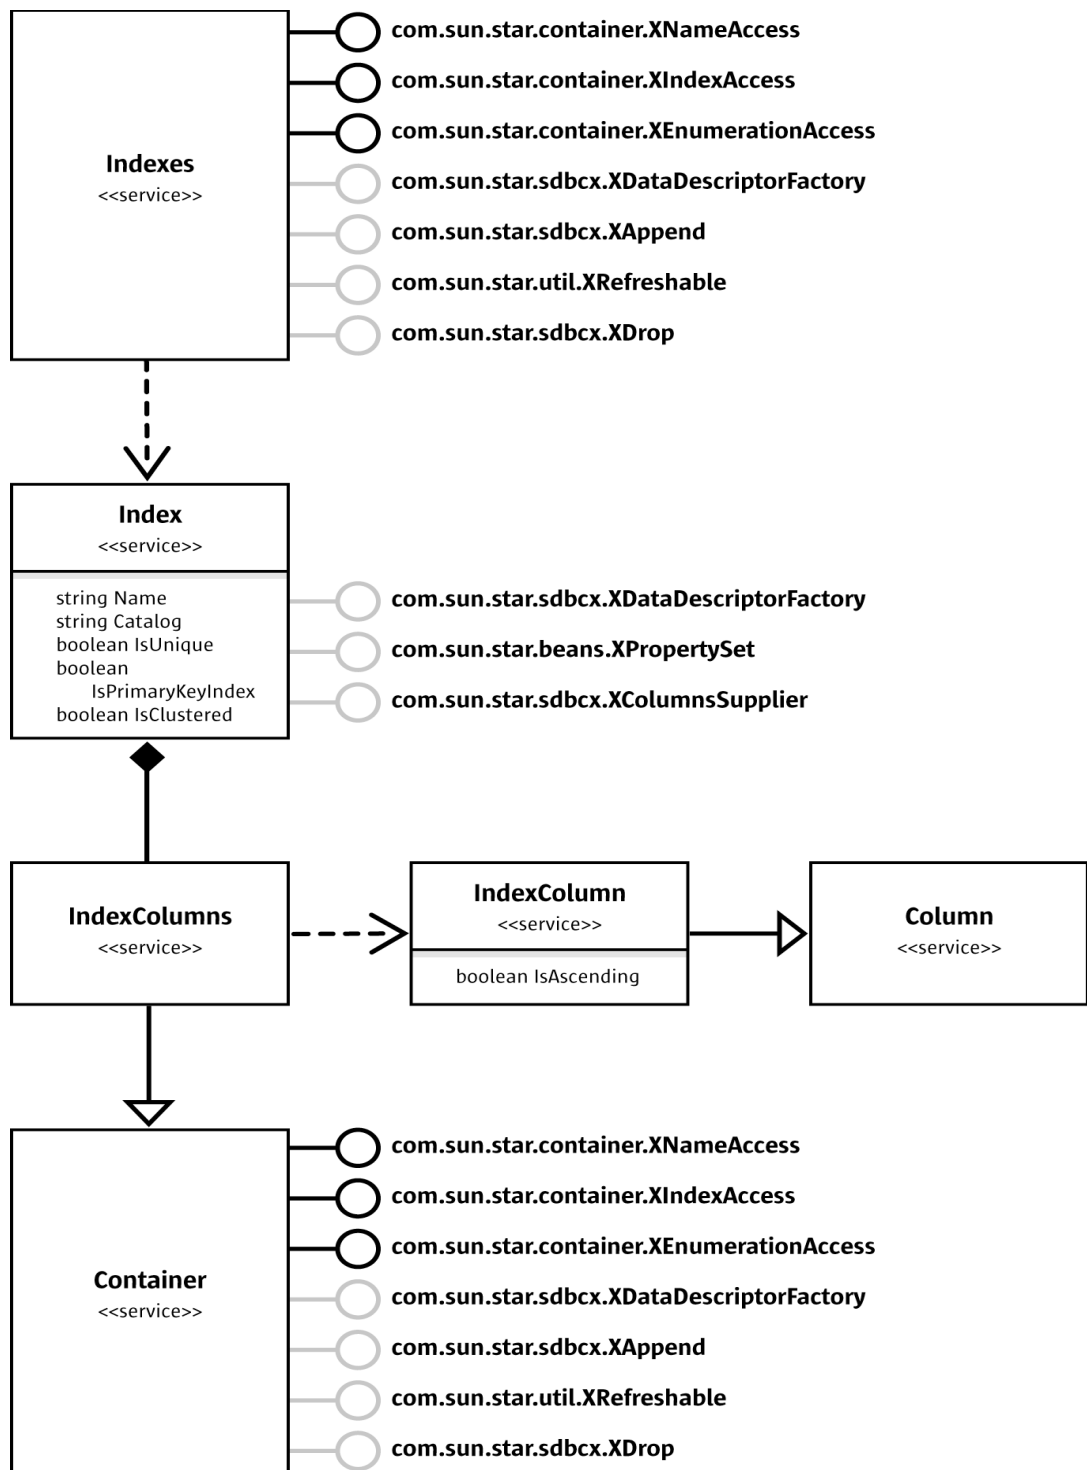 Indexes
<<service>>
com.sun.star.container.XNameAccess
com.sun.star.container.XIndexAccess
com.sun.star.container.XEnumerationAccess
com.sun.star.sdbcx.XDataDescriptorFactory
com.sun.star.sdbcx.XAppend
com.sun.star.util.XRefreshable
com.sun.star.sdbcx.XDrop
Index
<<service>>
string Name
string Catalog
boolean IsUnique
boolean
IsPrimaryKeyIndex
boolean IsClustered
com.sun.star.sdbcx.XDataDescriptorFactory
com.sun.star.beans.XPropertySet
com.sun.star.sdbcx.XColumnsSupplier
IndexColumns
<<service>>
IndexColumn
<<service>>
boolean IsAscending
Column
<<service>>
Container
<<service>>
com.sun.star.container.XNameAccess
com.sun.star.container.XIndexAccess
com.sun.star.container.XEnumerationAccess
com.sun.star.sdbcx.XDataDescriptorFactory
com.sun.star.sdbcx.XAppend
com.sun.star.util.XRefreshable
com.sun.star.sdbcx.XDrop